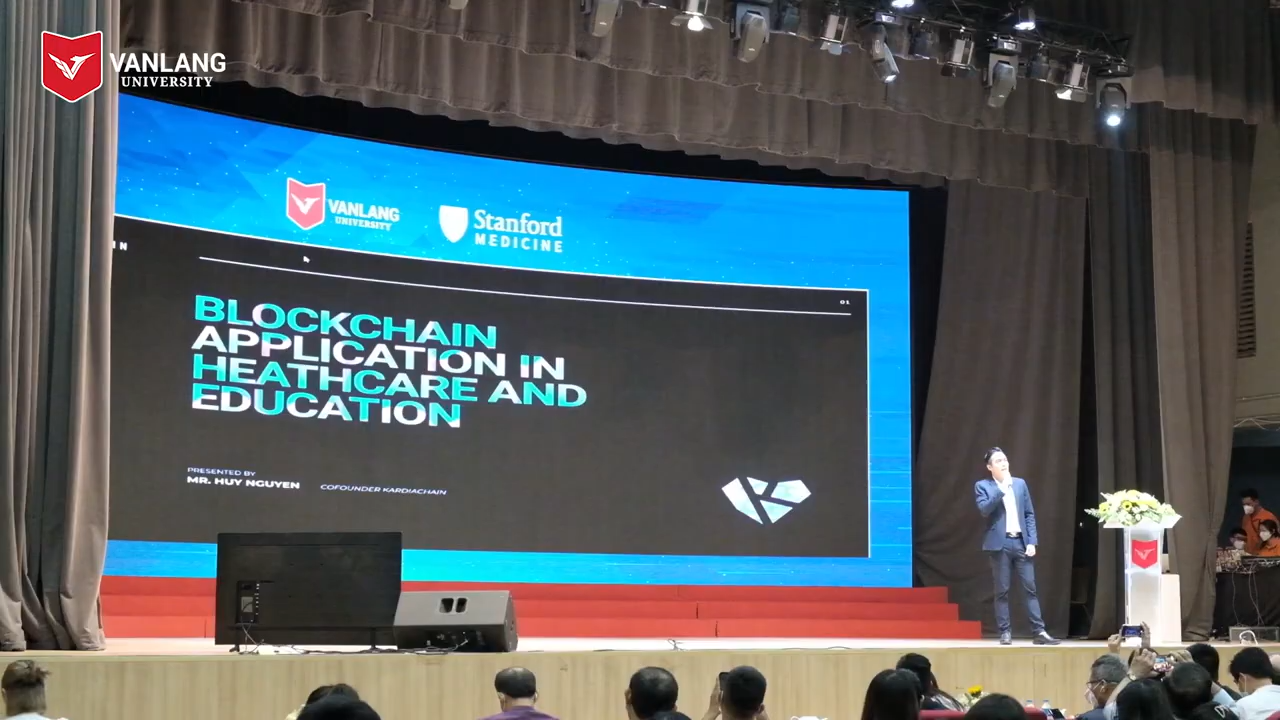 VANLANG
UNIVERSITY
VANLANG
UNIVERSITY
Stanford
MEDICINE
IN
01
BLOCKCHAIN
APPLICATION IN
HEATHCARE AND
EDUCATION
PRESENTED BY
MR. HUY NGUYEN
COFOUNDER KARDIACHAIN